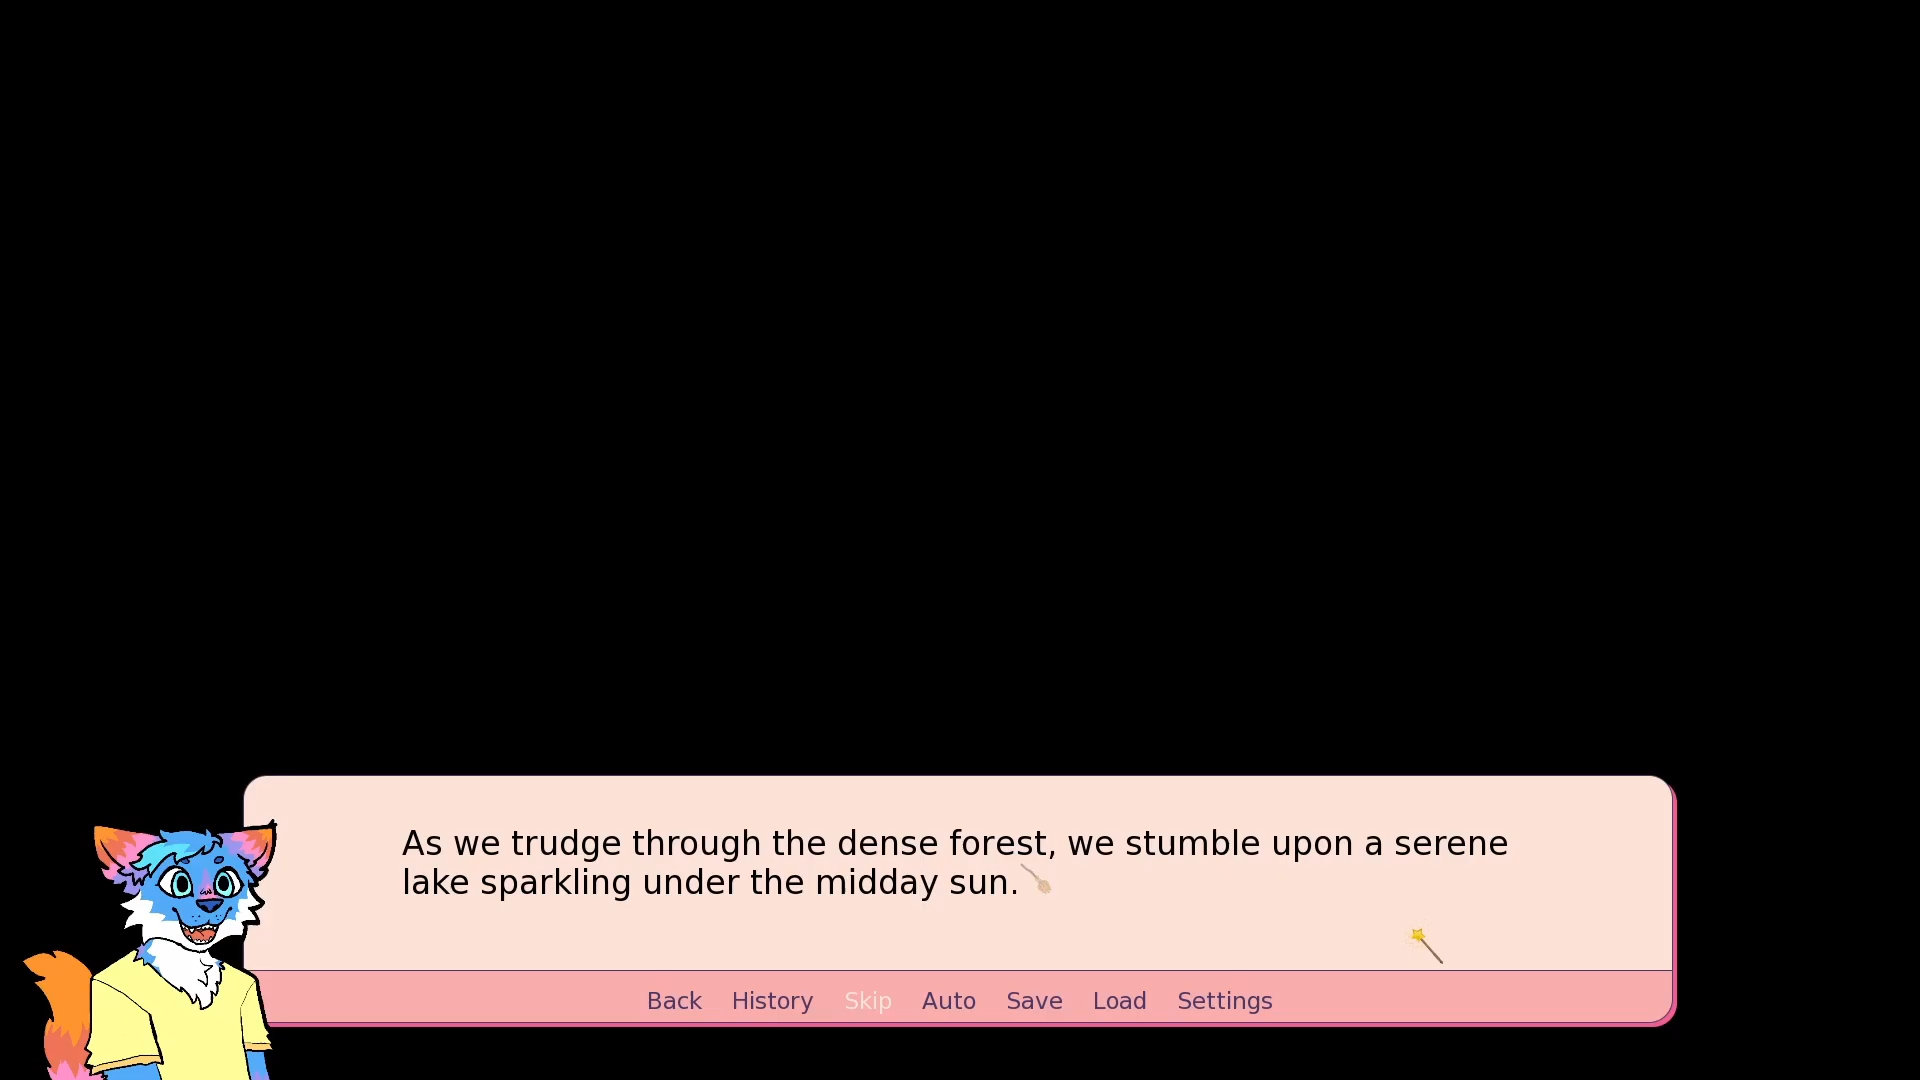 As we trudge through the dense forest, we stumble upon a serene
lake sparkling under the midday sun.
Back History Skip Auto Save Load Settings